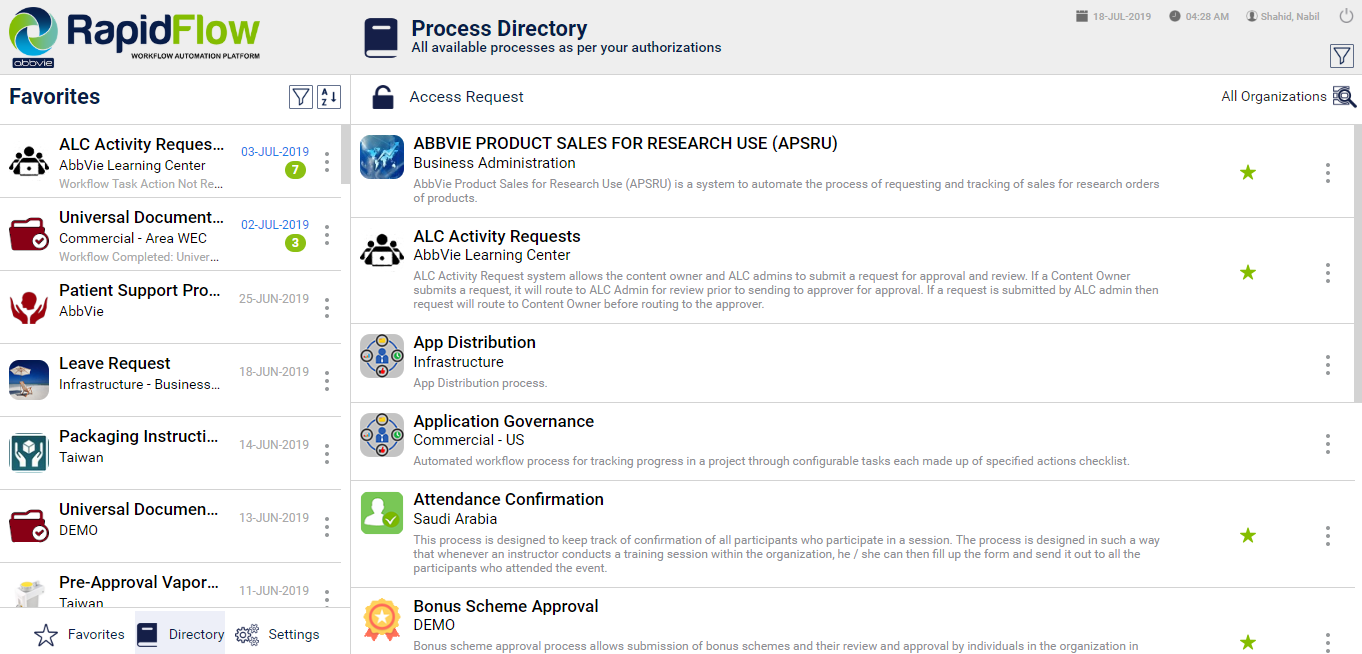 RapidFlow
WORKFLOW AUTOMATION PLATFORM
abbvie
Process Directory
All available processes as per your authorizations
18-JUL-2019
04:28 AM
Shahid, Nabil
Favorites
A
Z
Access Request
All Organizations
ALC Activity Reques...
AbbVie Learning Center
Workflow Task Action Not Re...
03-JUL-2019
7
Universal Document...
Commercial - Area WEC
Workflow Completed: Univer...
02-JUL-2019
3
Patient Support Pro...
AbbVie
25-JUN-2019
Leave Request
Infrastructure - Business...
18-JUN-2019
Packaging Instructi...
Taiwan
14-JUN-2019
Universal Documen...
DEMO
13-JUN-2019
Pre-Approval Vapor...
Taiwan
11-JUN-2019
Favorites
Directory
Settings
ABBVIE PRODUCT SALES FOR RESEARCH USE (APSRU)
Business Administration
AbbVie Product Sales for Research Use (APSRU) is a system to automate the process of requesting and tracking of sales for research orders
of products.
ALC Activity Requests
AbbVie Learning Center
ALC Activity Request system allows the content owner and ALC admins to submit a request for approval and review. If a Content Owner
submits a request, it will route to ALC Admin for review prior to sending to approver for approval. If a request is submitted by ALC admin then
request will route to Content Owner before routing to the approver.
App Distribution
Infrastructure
App Distribution process.
Application Governance
Commercial - US
Automated workflow process for tracking progress in a project through configurable tasks each made up of specified actions checklist.
Attendance Confirmation
Saudi Arabia
This process is designed to keep track of confirmation of all participants who participate in a session. The process is designed in such a way
that whenever an instructor conducts a training session within the organization, he / she can then fill up the form and send it out to all the
participants who attended the event.
Bonus Scheme Approval
DEMO
Bonus scheme approval process allows submission of bonus schemes and their review and approval by individuals in the organization in